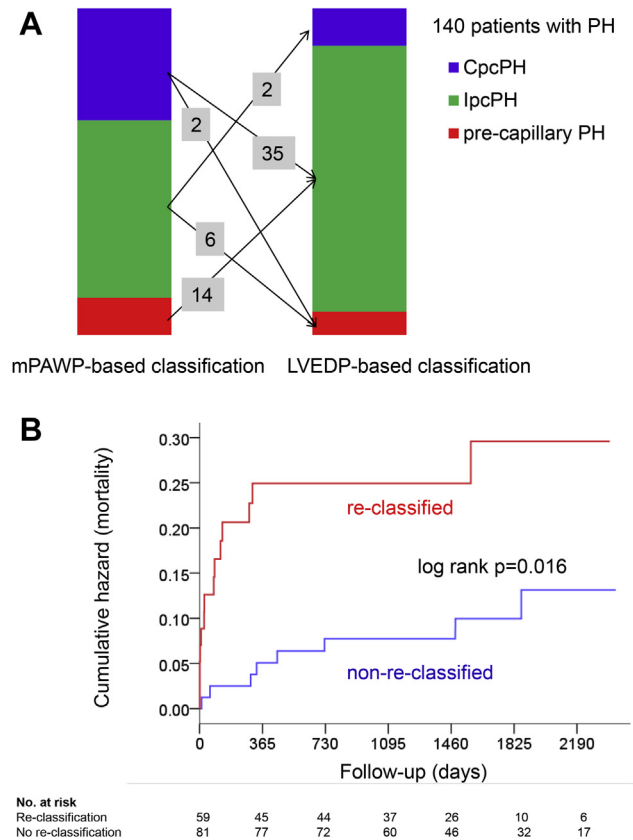 A
140 patients with PH
CpcPH
IpcPH
pre-capillary PH
2
2
35
6
14
mPAWP-based classification LVEDP-based classification
B
Cumulative hazard (mortality)
0.30
0.25
0.20
0.15
0.10
0.05
0.00
re-classified
log rank p=0.016
non-re-classified
0 365 730 1095 1460 1825 2190
Follow-up (days)
No. at risk
Re-classification 59 45 44 37 26 10 6
No re-classification 81 77 72 60 46 32 17